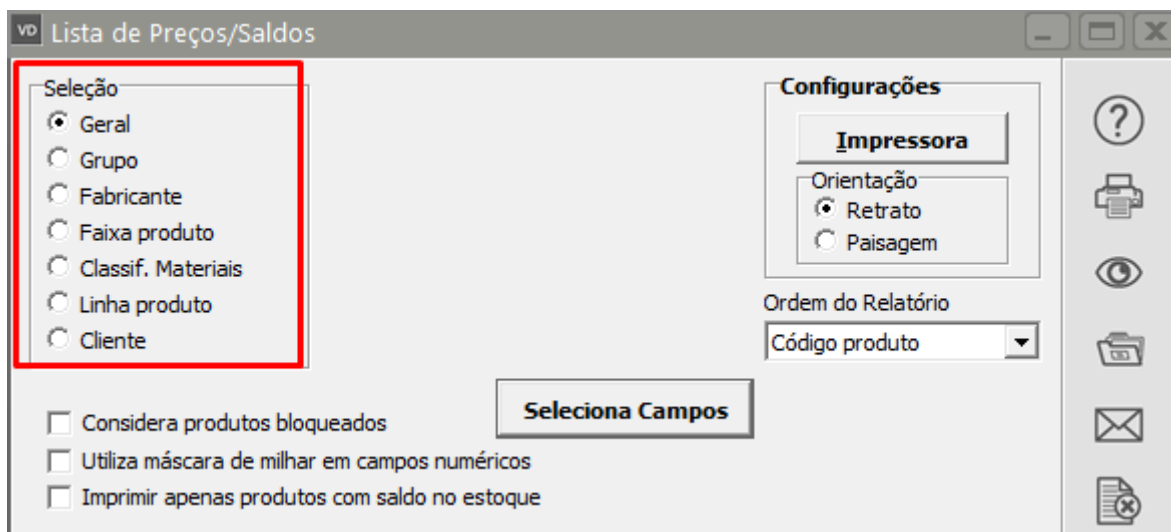 VD Lista de Preços/Saldos
Seleção
Geral
Grupo
Fabricante
Faixa produto
Classif. Materiais
Linha produto
Cliente
Configurações
Impressora
Orientação
Retrato
Paisagem
Ordem do Relatório
Código produto
Seleciona Campos
Considera produtos bloqueados
Utiliza máscara de milhar em campos numéricos
Imprimir apenas produtos com saldo no estoque